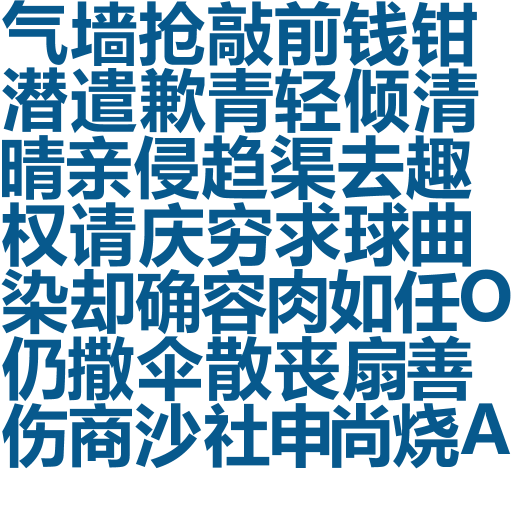 气墙抢敲前钱钳
潜遣歉青轻倾清
晴亲侵趋渠去趣
权请庆穷求球曲
染却确容肉如任O
仍撒伞散丧扇善
伤商沙社申尚烧A